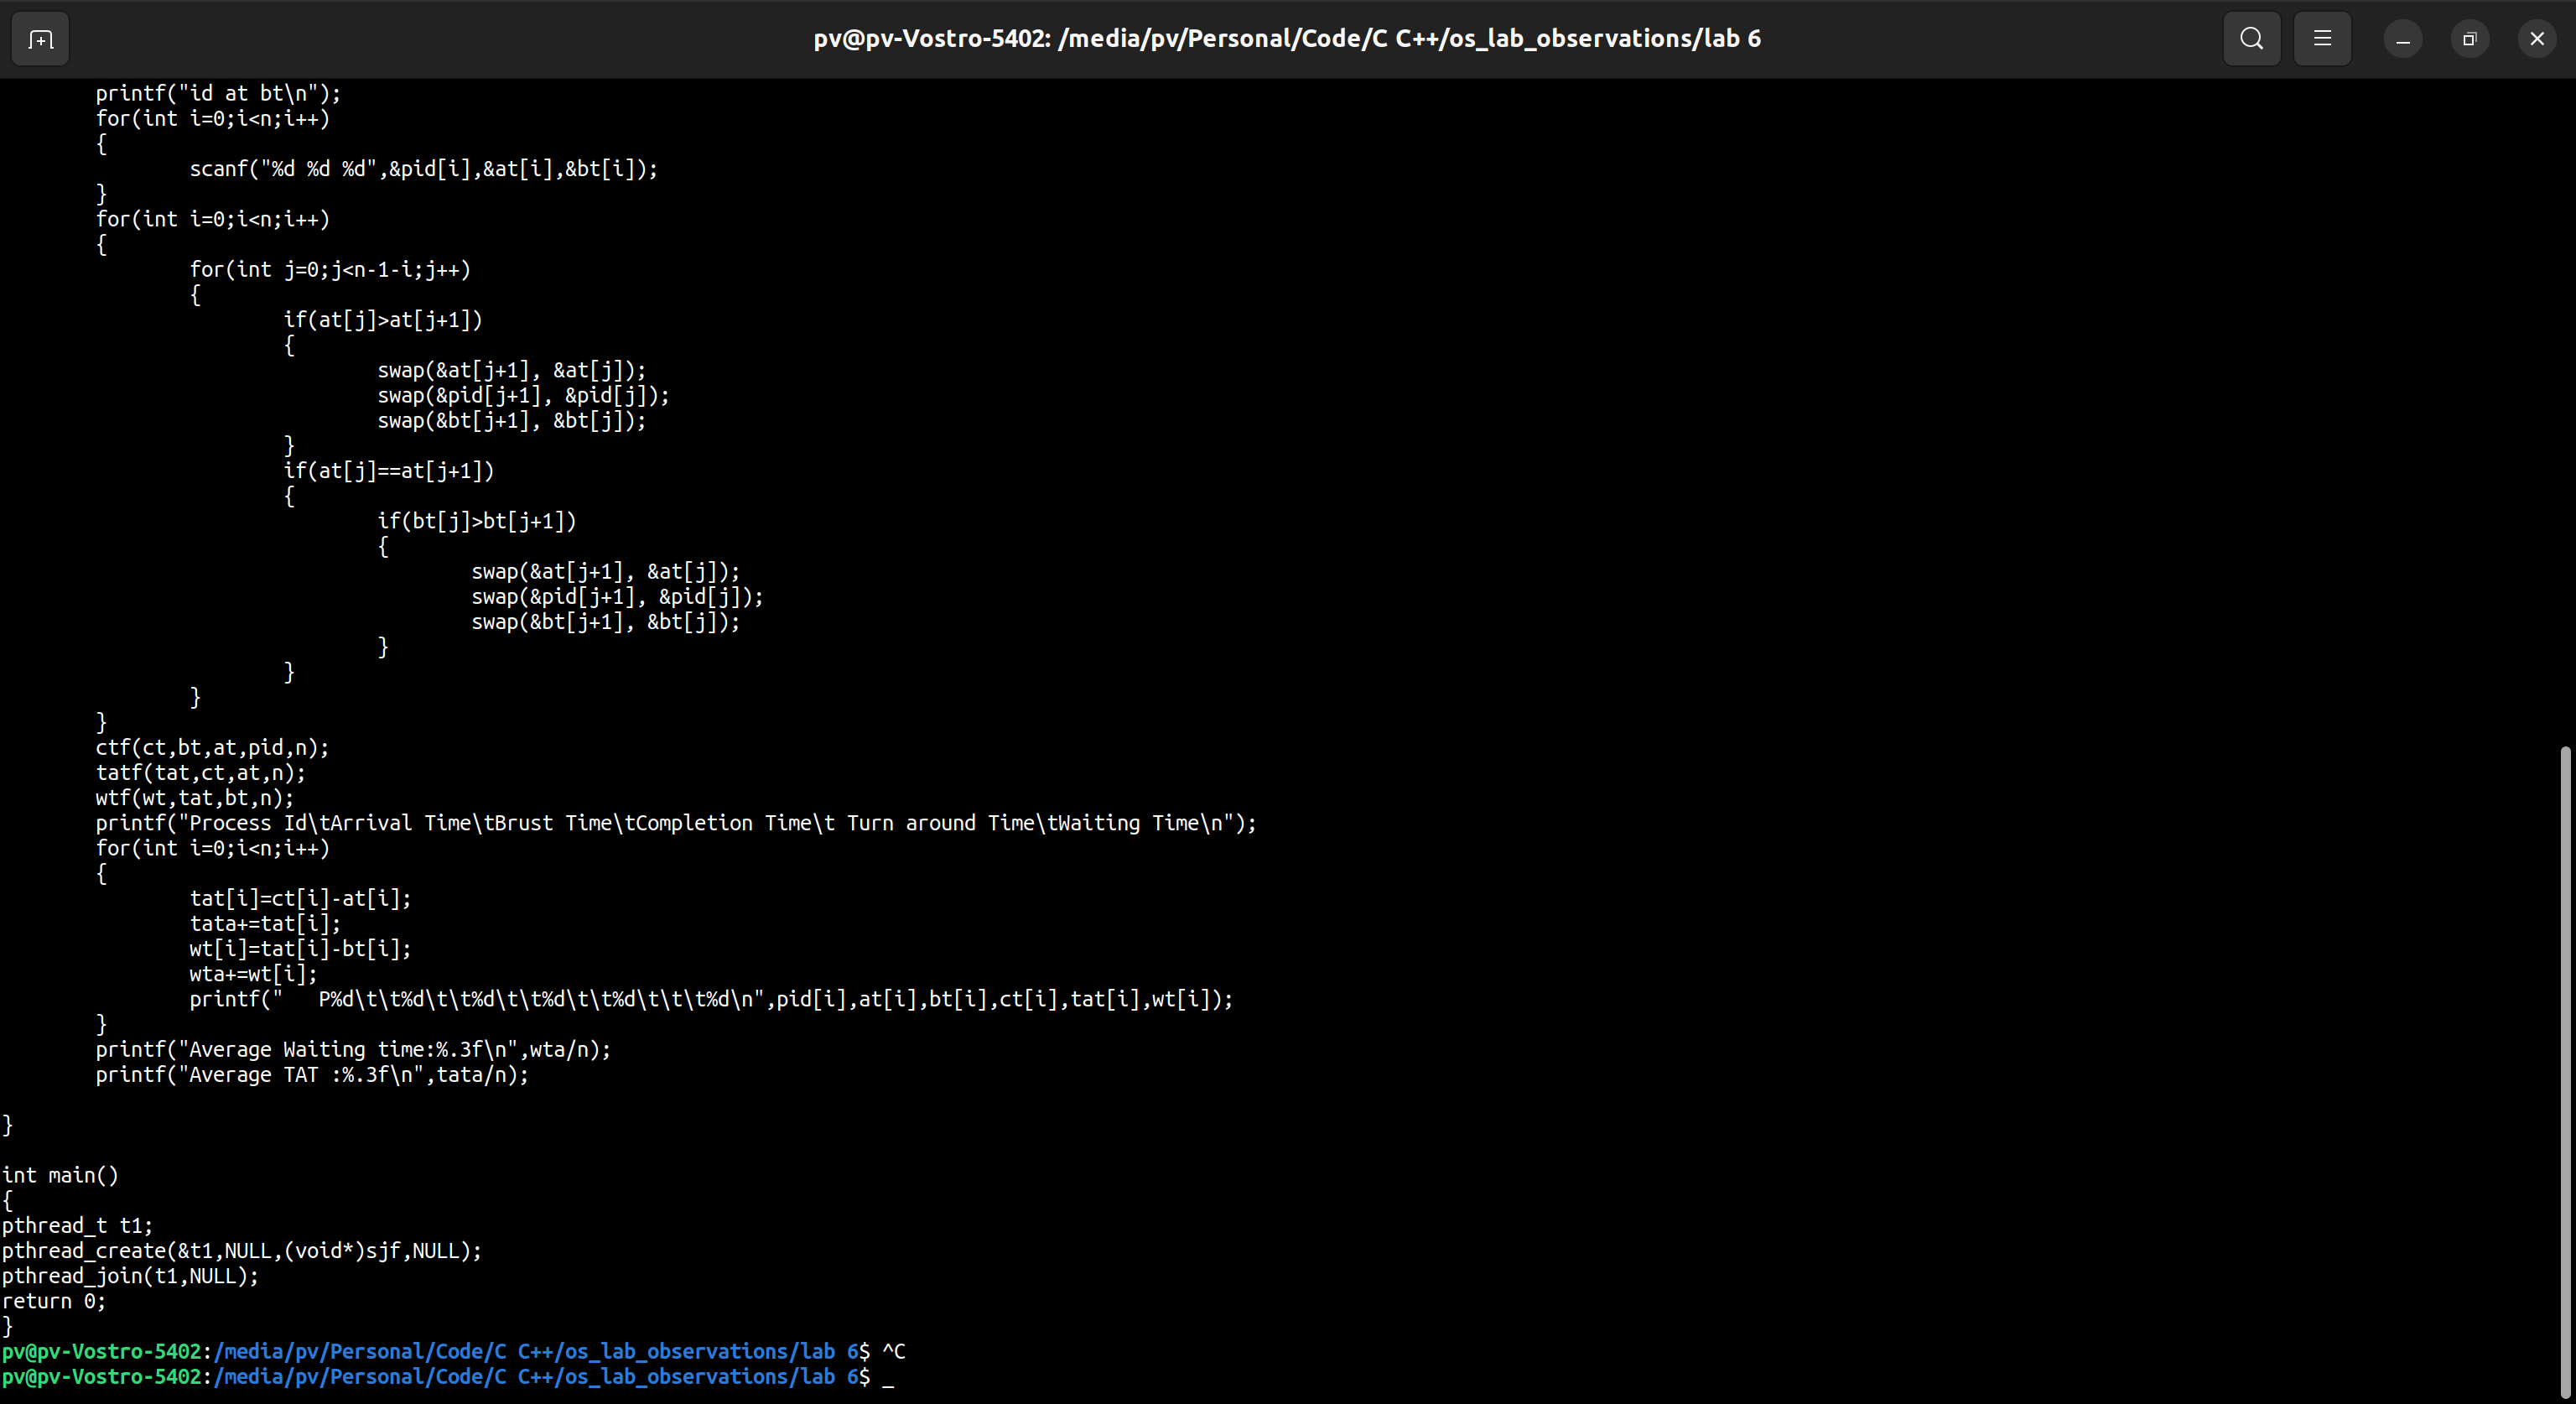 pv@pv-Vostro-5402: /media/pv/Personal/Code/C C++/os_lab_observations/lab 6
        printf("id at bt\n");
        for(int i=0;i<n;i++)
        {
                scanf("%d %d %d",&pid[i],&at[i],&bt[i]);
        }
        for(int i=0;i<n;i++)
        {
                for(int j=0;j<n-1-i;j++)
                {
                        if(at[j]>at[j+1])
                        {
                                swap(&at[j+1], &at[j]);
                                swap(&pid[j+1], &pid[j]);
                                swap(&bt[j+1], &bt[j]);
                        }
                        if(at[j]==at[j+1])
                        {
                                if(bt[j]>bt[j+1])
                                {
                                        swap(&at[j+1], &at[j]);
                                        swap(&pid[j+1], &pid[j]);
                                        swap(&bt[j+1], &bt[j]);
                                }
                        }
                }
        }
        ctf(ct,bt,at,pid,n);
        tatf(tat,ct,at,n);
        wtf(wt,tat,bt,n);
        printf("Process Id\tArrival Time\tBrust Time\tCompletion Time\t Turn around Time\tWaiting Time\n");
        for(int i=0;i<n;i++)
        {
                tat[i]=ct[i]-at[i];
                tata+=tat[i];
                wt[i]=tat[i]-bt[i];
                wta+=wt[i];
                printf("   P%d\t\t%d\t\t%d\t\t%d\t\t%d\t\t\t%d\n",pid[i],at[i],bt[i],ct[i],tat[i],wt[i]);
        }
        printf("Average Waiting time:%.3f\n",wta/n);
        printf("Average TAT :%.3f\n",tata/n);
}
int main()
{
pthread_t t1;
pthread_create(&t1,NULL,(void*)sjf,NULL);
pthread_join(t1,NULL);
return 0;
}
pv@pv-Vostro-5402:/media/pv/Personal/Code/C C++/os_lab_observations/lab 6$ ^C
pv@pv-Vostro-5402:/media/pv/Personal/Code/C C++/os_lab_observations/lab 6$ _